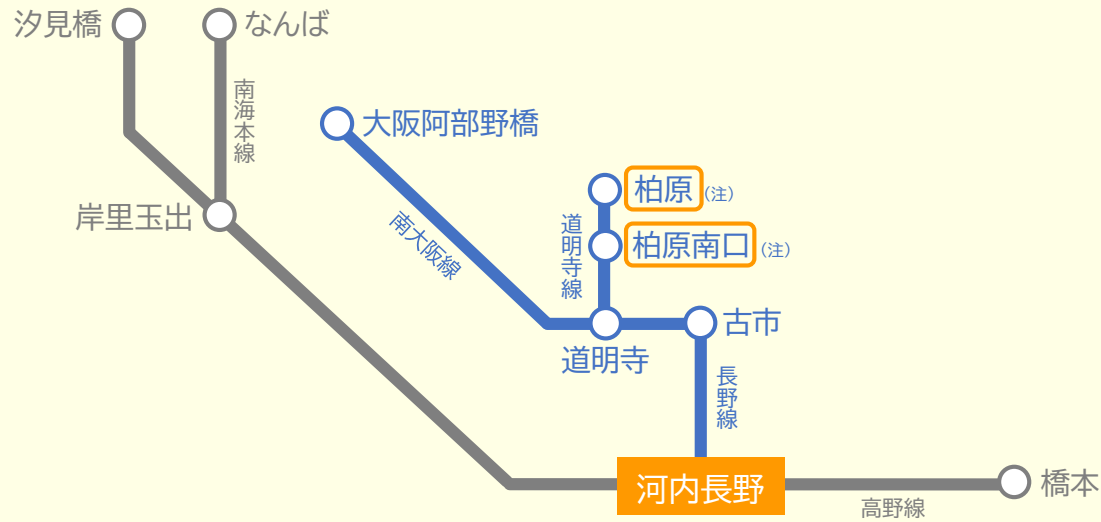 汐見橋
なんば
南海本線
大阪阿部野橋
柏原
(注)
岸里玉出
南大阪線
道明寺線
柏原南口
(注)
古市
道明寺
長野線
河内長野
橋本
高野線